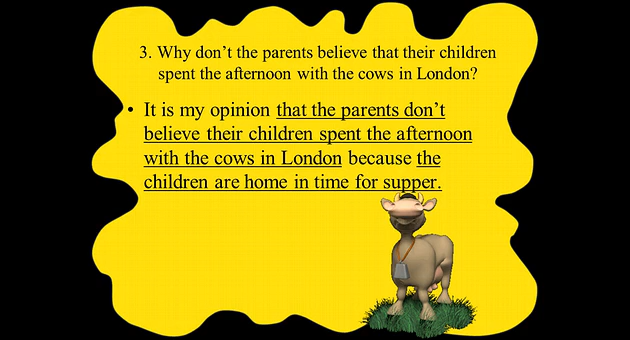 3. Why don’t the parents believe that their children
spent the afternoon with the cows in London?
• It is my opinion that the parents don’t
believe their children spent the afternoon
with the cows in London because the
children are home in time for supper.